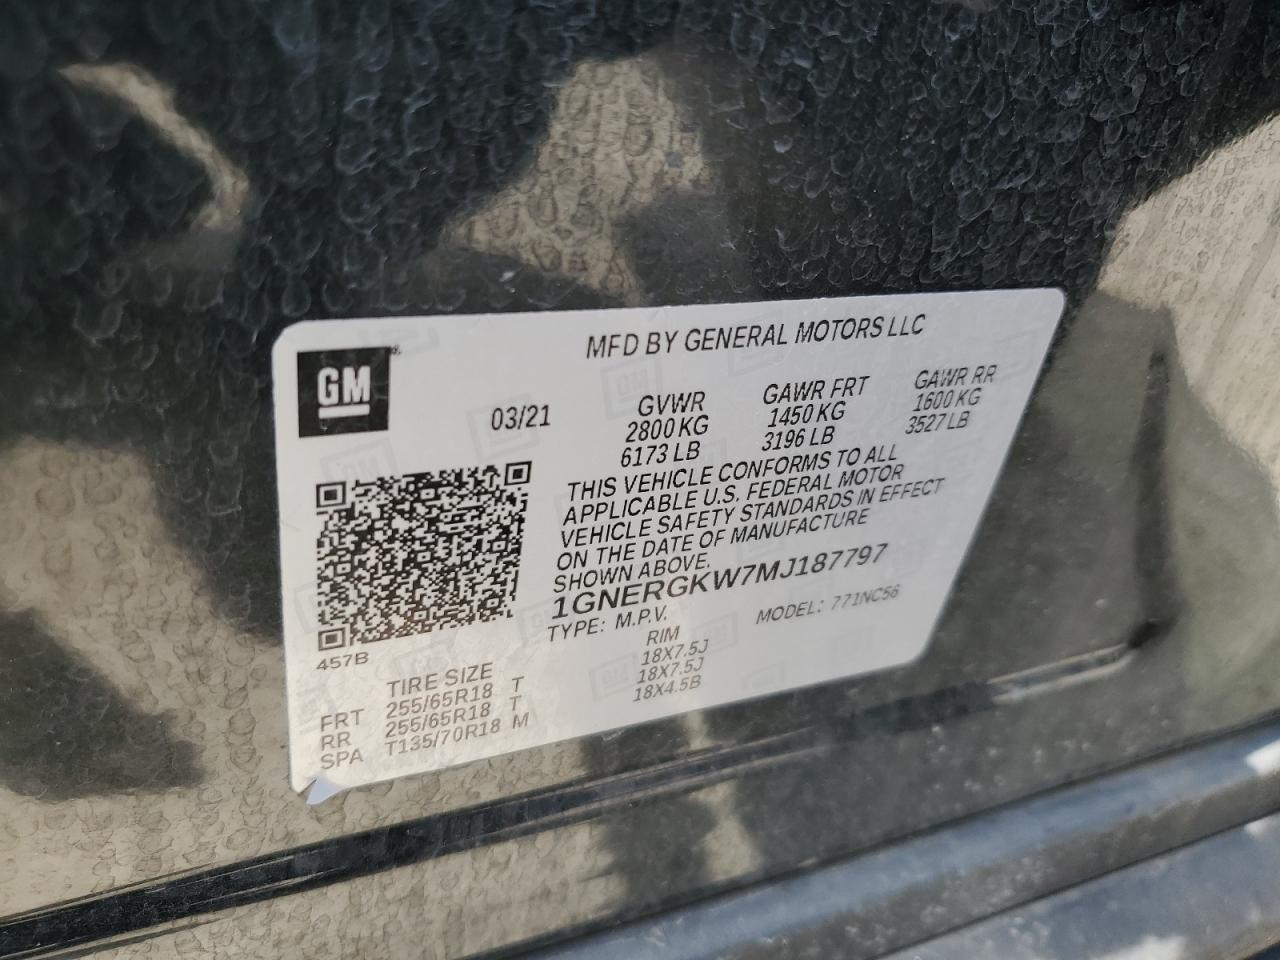 MFD BY GENERAL MOTORS LLC
GM
03/21
GVWR
2800 KG
6173 LB
GAWR FRT
1450 KG
3196 LB
GAWR RR
1600 KG
3527 LB
THIS VEHICLE CONFORMS TO ALL
APPLICABLE U.S. FEDERAL MOTOR
VEHICLE SAFETY STANDARDS IN EFFECT
ON THE DATE OF MANUFACTURE
SHOWN ABOVE.
1GNERGKW7MJ187797
TYPE: M.P.V. MODEL: 771NC56
457B
TIRE SIZE RIM
FRT 255/65R18 T 18X7.5J
RR 255/65R18 T 18X7.5J
SPA T135/70R18 M 18X4.5B